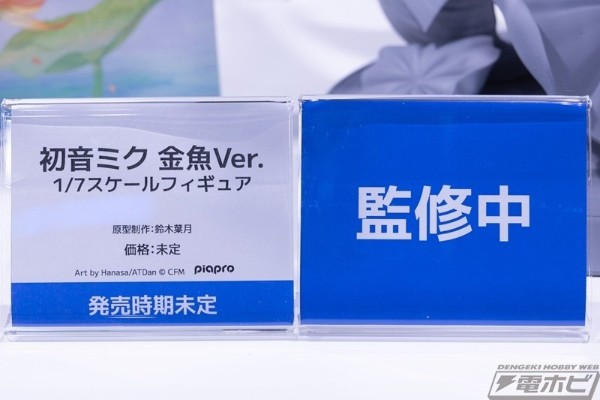 初音ミク 金魚Ver.
1/7スケールフィギュア
原型制作:鈴木葉月
価格:未定
Art by Hanasa/ATDan © CFM piapro
発売時期未定
監修中
DENGEKI HOBBY WEB
電ホビ